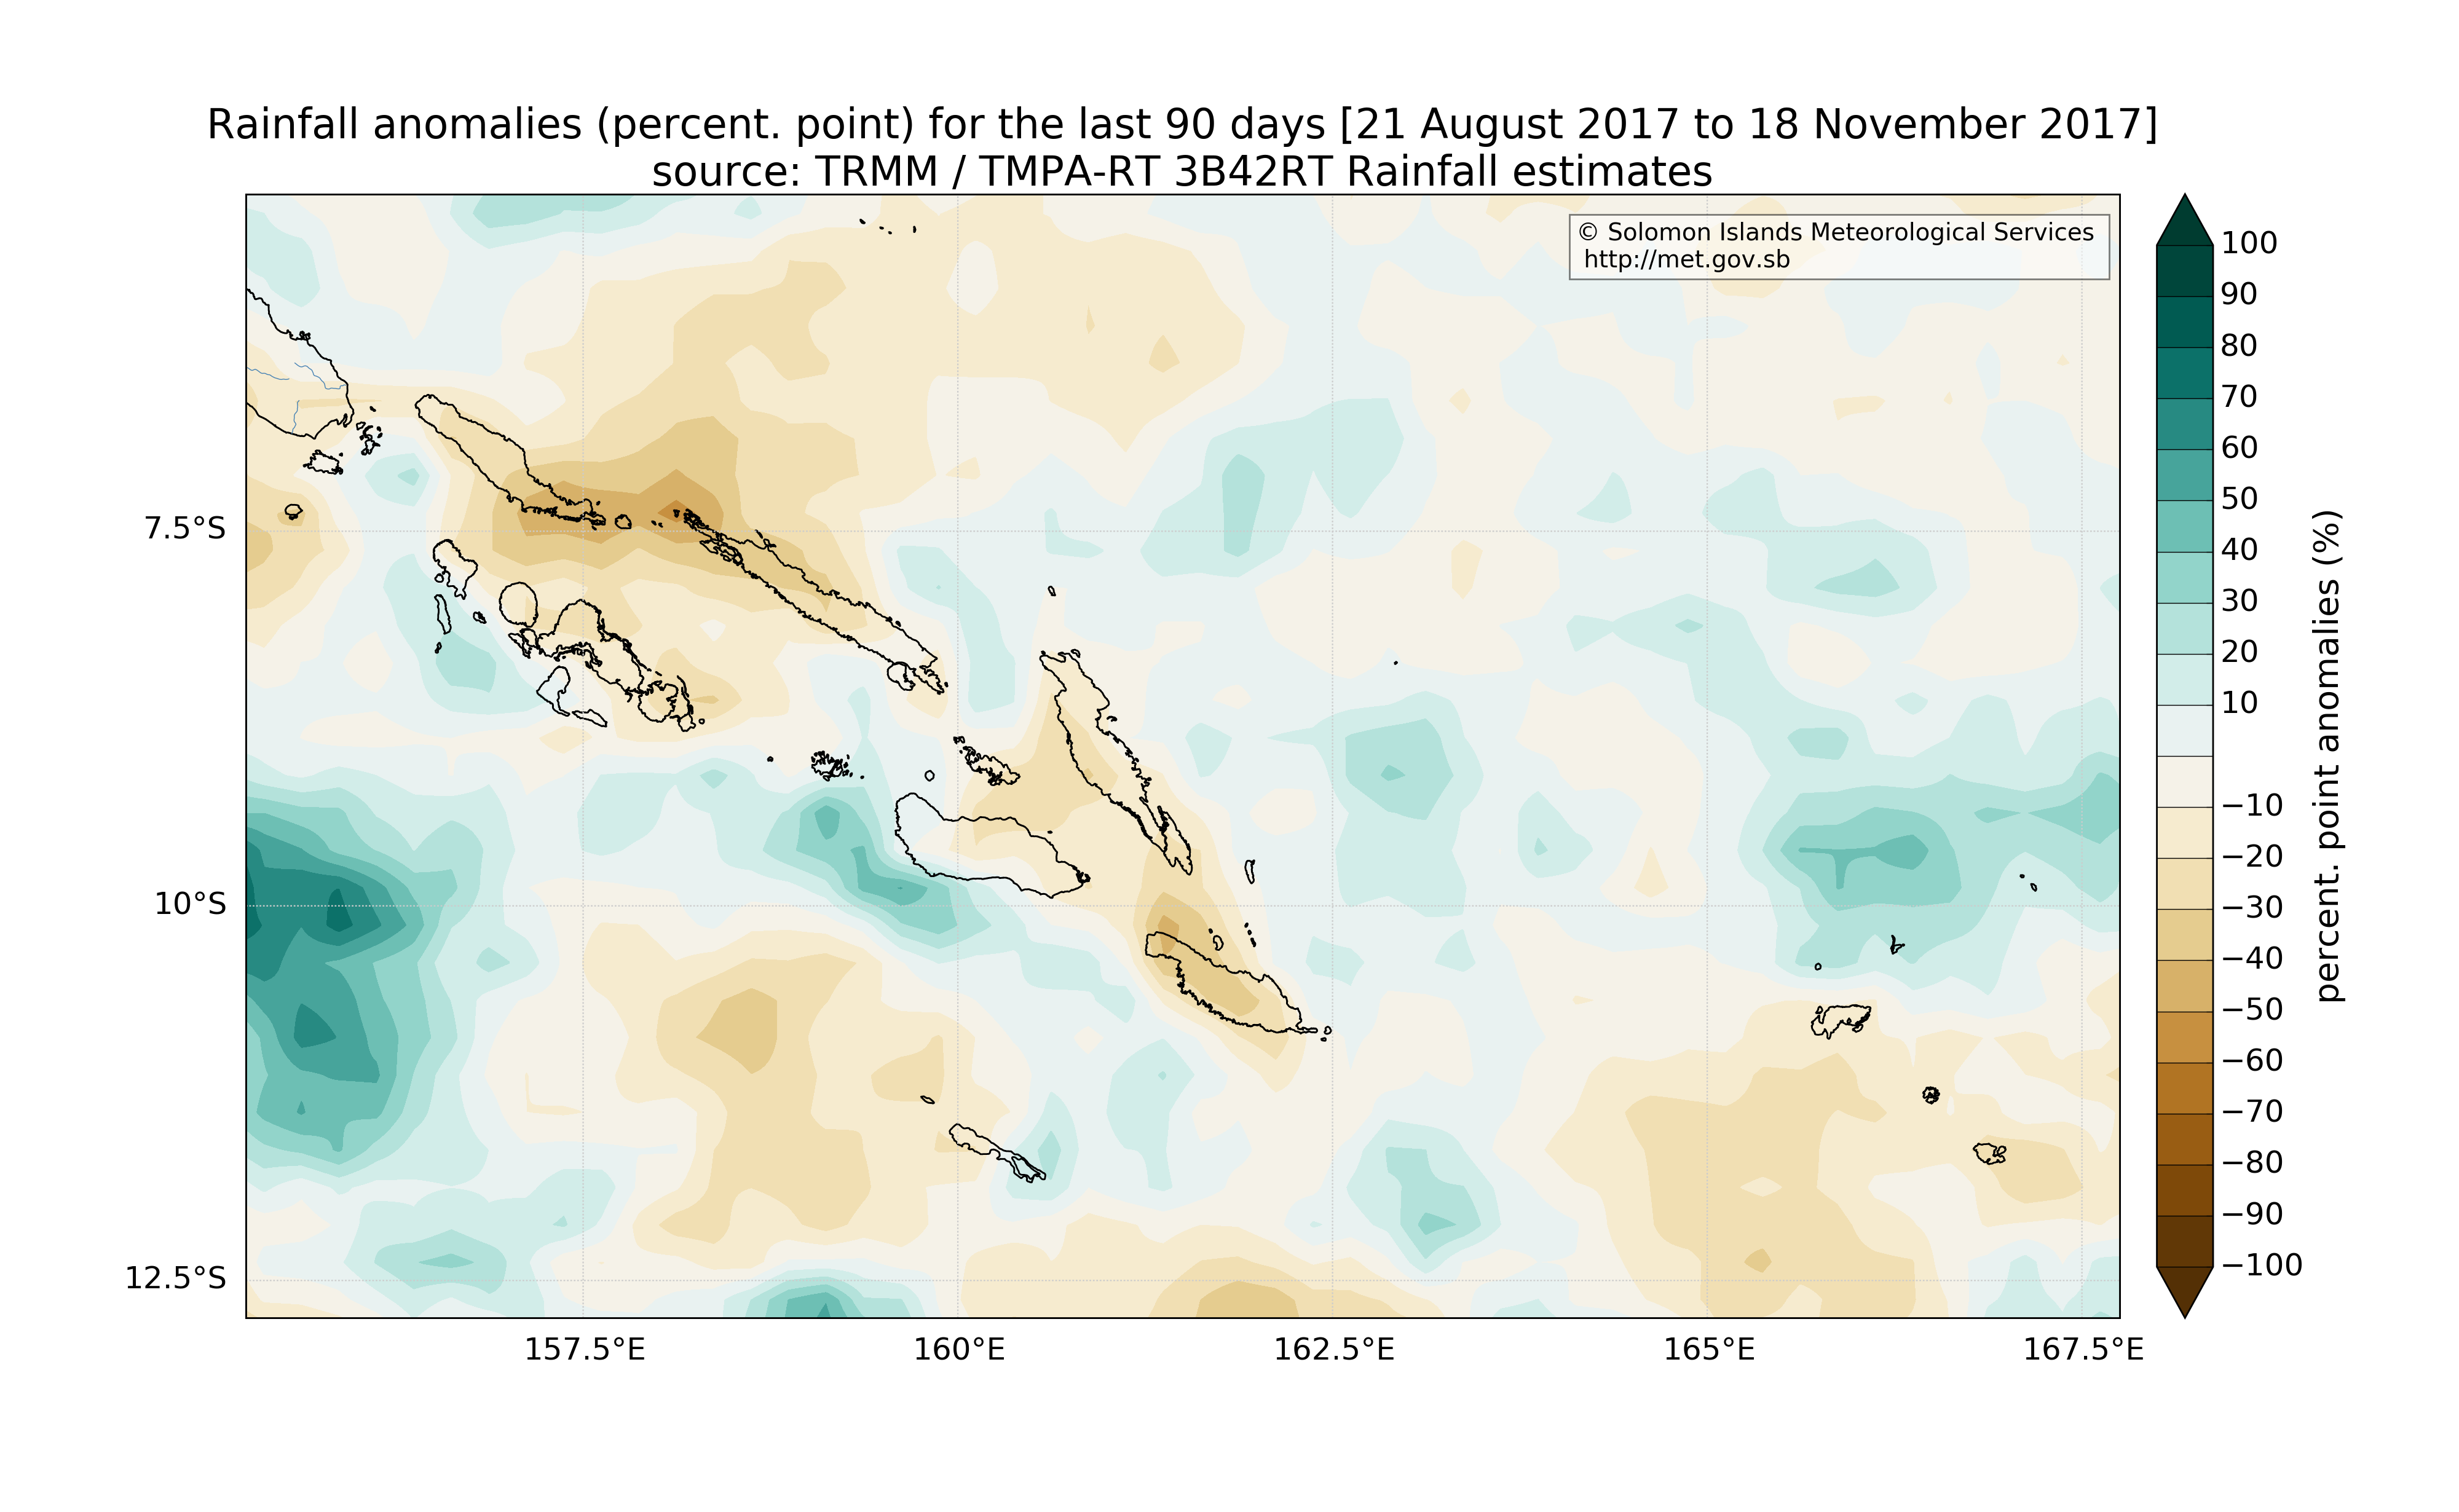 Rainfall anomalies (percent. point) for the last 90 days [21 August 2017 to 18 November 2017]
source: TRMM / TMPA-RT 3B42RT Rainfall estimates
© Solomon Islands Meteorological Services
http://met.gov.sb
7.5°S
10°S
12.5°S
157.5°E
160°E
162.5°E
165°E
167.5°E
100
90
80
70
60
50
40
30
20
10
−10
−20
−30
−40
−50
−60
−70
−80
−90
−100
percent. point anomalies (%)